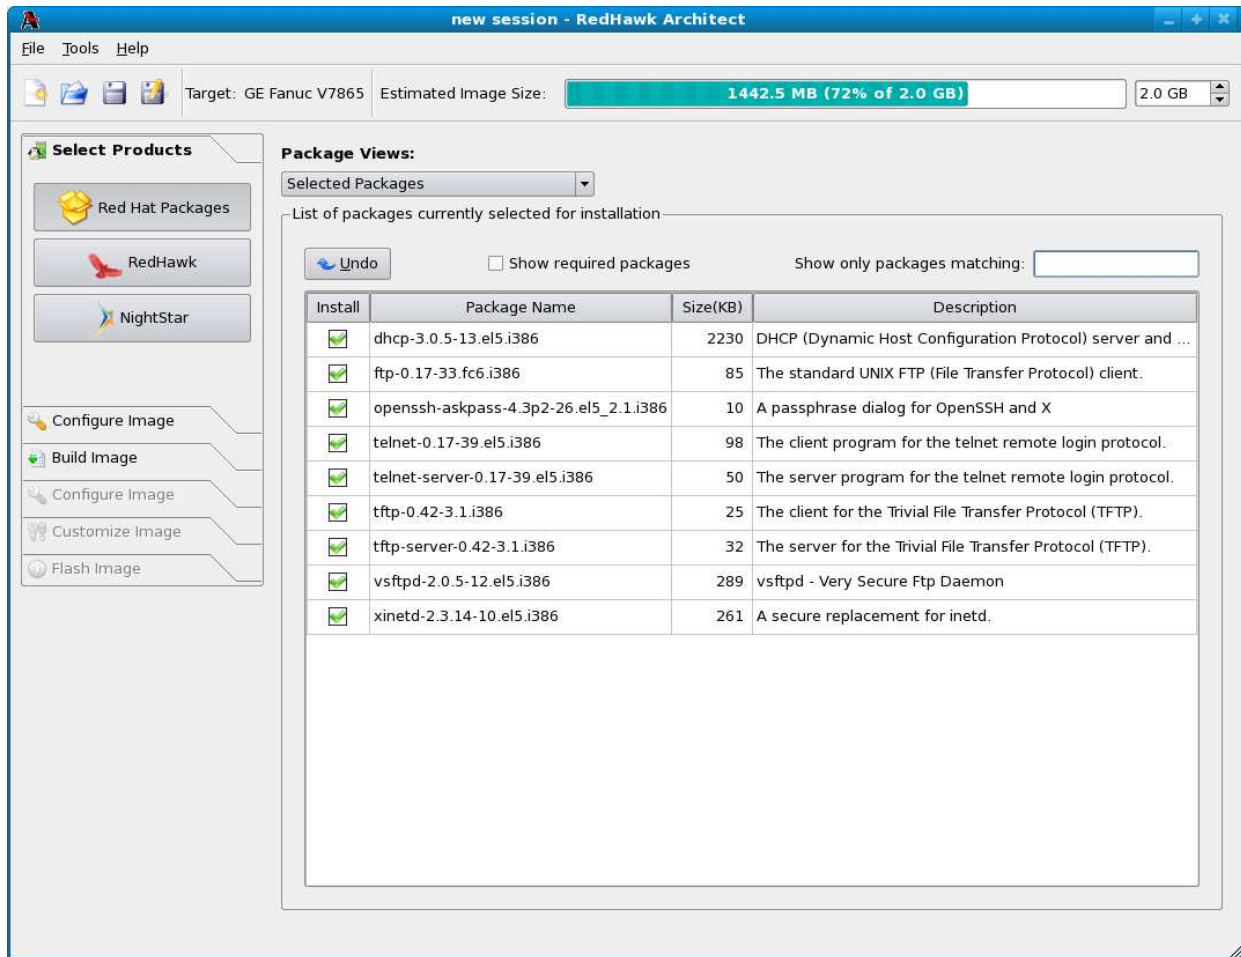 new session - RedHawk Architect
File Tools Help
Target: GE Fanuc V7865 Estimated Image Size: 1442.5 MB (72% of 2.0 GB) 2.0 GB
Select Products
Red Hat Packages
RedHawk
NightStar
Configure Image
Build Image
Configure Image
Customize Image
Flash Image
Package Views:
Selected Packages
List of packages currently selected for installation
Undo Show required packages Show only packages matching:
Install Package Name Size(KB) Description
dhcp-3.0.5-13.el5.i386 2230 DHCP (Dynamic Host Configuration Protocol) server and ...
ftp-0.17-33.fc6.i386 85 The standard UNIX FTP (File Transfer Protocol) client.
openssh-askpass-4.3p2-26.el5_2.1.i386 10 A passphrase dialog for OpenSSH and X
telnet-0.17-39.el5.i386 98 The client program for the telnet remote login protocol.
telnet-server-0.17-39.el5.i386 50 The server program for the telnet remote login protocol.
tftp-0.42-3.1.i386 25 The client for the Trivial File Transfer Protocol (TFTP).
tftp-server-0.42-3.1.i386 32 The server for the Trivial File Transfer Protocol (TFTP).
vsftpd-2.0.5-12.el5.i386 289 vsftpd - Very Secure Ftp Daemon
xinetd-2.3.14-10.el5.i386 261 A secure replacement for inetd.